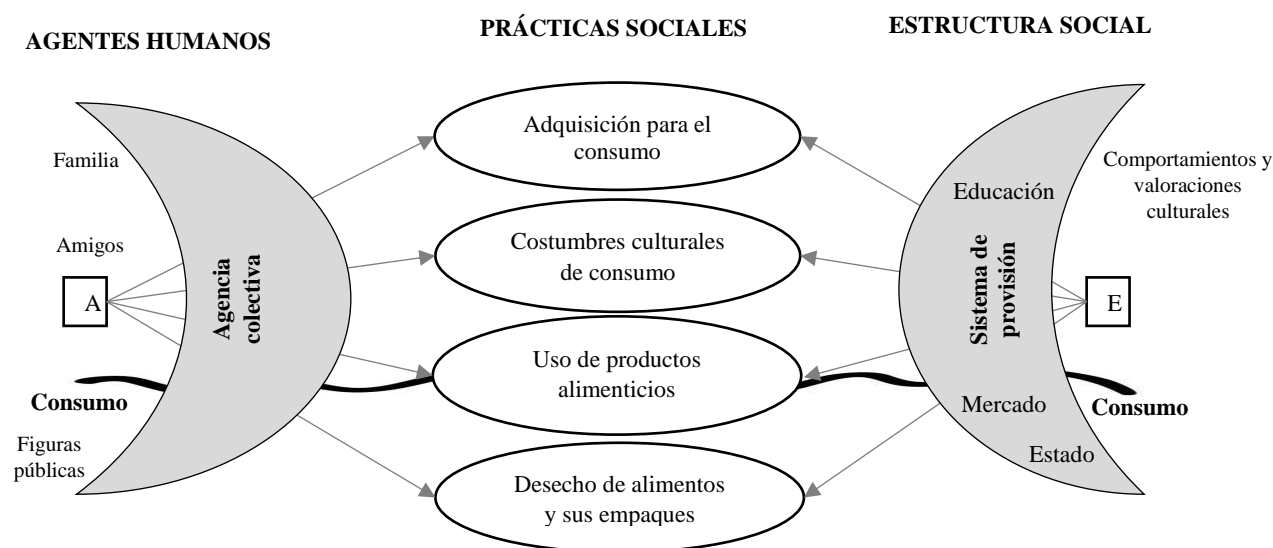 AGENTES HUMANOS
PRÁCTICAS SOCIALES
ESTRUCTURA SOCIAL
Familia
Amigos
A
Consumo
Figuras
públicas
Agencia
colectiva
Adquisición para el
consumo
Costumbres culturales
de consumo
Uso de productos
alimenticios
Desecho de alimentos
y sus empaques
Educación
Sistema de
provisión
Mercado
Estado
Comportamientos y
valoraciones
culturales
E
Consumo